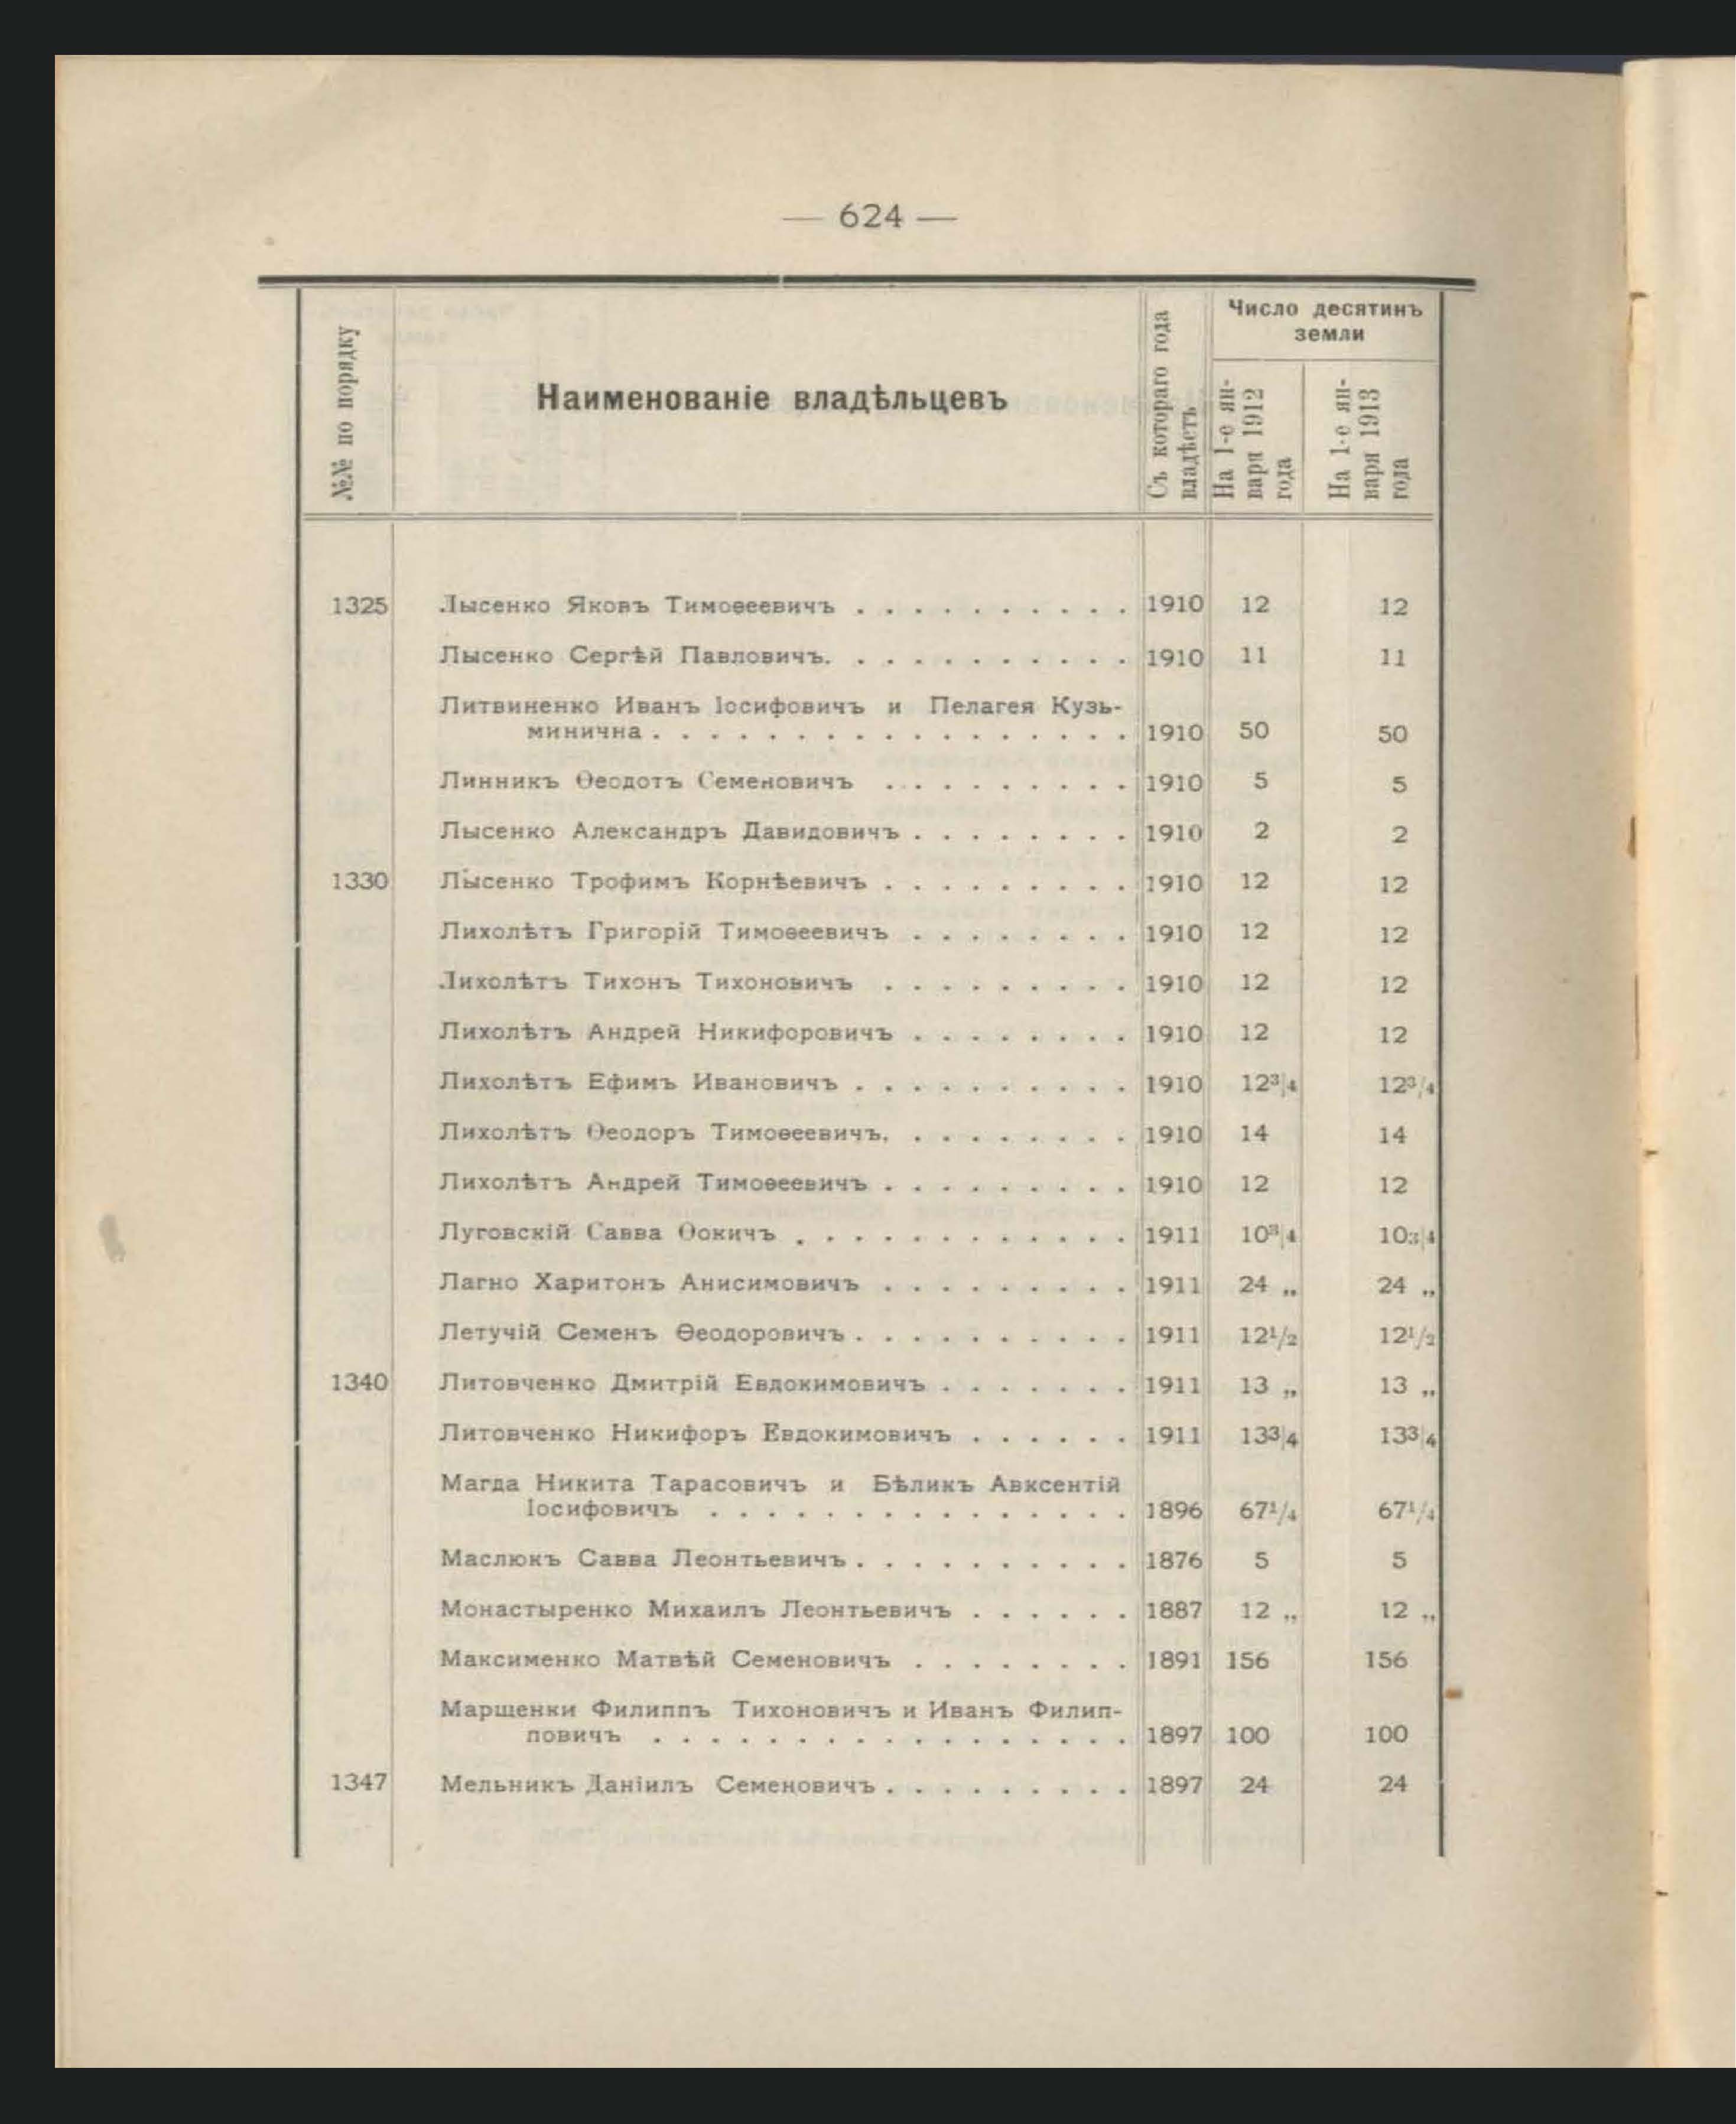 — 624 —
№№ по порядку
Наименованіе владѣльцевъ
Съ котораго года
владѣетъ
Число десятинъ
земли
На 1-е ян-
варя 1912
года
На 1-е ян-
варя 1913
года
1325 Лысенко Яковъ Тимоѳеевичъ . . . . . . . . . . 1910 12 12
Лысенко Сергѣй Павловичъ. . . . . . . . . . . 1910 11 11
Литвиненко Иванъ Іосифовичъ и Пелагея Кузь-
минична . . . . . . . . . . . . . . . . . 1910 50 50
Линникъ Ѳеодотъ Семеновичъ . . . . . . . . . 1910 5 5
Лысенко Александръ Давидовичъ . . . . . . . . 1910 2 2
1330 Лысенко Трофимъ Корнѣевичъ . . . . . . . . . 1910 12 12
Лихолѣтъ Григорій Тимоѳеевичъ . . . . . . . . 1910 12 12
Лихолѣтъ Тихонъ Тихоновичъ . . . . . . . . . 1910 12 12
Лихолѣтъ Андрей Никифоровичъ . . . . . . . . 1910 12 12
Лихолѣтъ Ефимъ Ивановичъ . . . . . . . . . . 1910 12³/₄ 12³/₄
Лихолѣтъ Ѳеодоръ Тимоѳеевичъ. . . . . . . . . 1910 14 14
Лихолѣтъ Андрей Тимоѳеевичъ . . . . . . . . . 1910 12 12
Луговскій Савва Ѳокичъ . . . . . . . . . . . . 1911 10³/₄ 10³/₄
Лагно Харитонъ Анисимовичъ . . . . . . . . . 1911 24 „ 24 „
Летучій Семенъ Ѳеодоровичъ . . . . . . . . . . 1911 12¹/₂ 12¹/₂
1340 Литовченко Дмитрій Евдокимовичъ . . . . . . . 1911 13 „ 13 „
Литовченко Никифоръ Евдокимовичъ . . . . . . 1911 13³/₄ 13³/₄
Магда Никита Тарасовичъ и Бѣликъ Авксентій
Іосифовичъ . . . . . . . . . . . . . . . 1896 67¹/₄ 67¹/₄
Маслюкъ Савва Леонтьевичъ . . . . . . . . . . 1876 5 5
Монастыренко Михаилъ Леонтьевичъ . . . . . . 1887 12 „ 12 „
Максименко Матвѣй Семеновичъ . . . . . . . . 1891 156 156
Маршенки Филиппъ Тихоновичъ и Иванъ Филип-
повичъ . . . . . . . . . . . . . . . . . 1897 100 100
1347 Мельникъ Даніилъ Семеновичъ . . . . . . . . . 1897 24 24